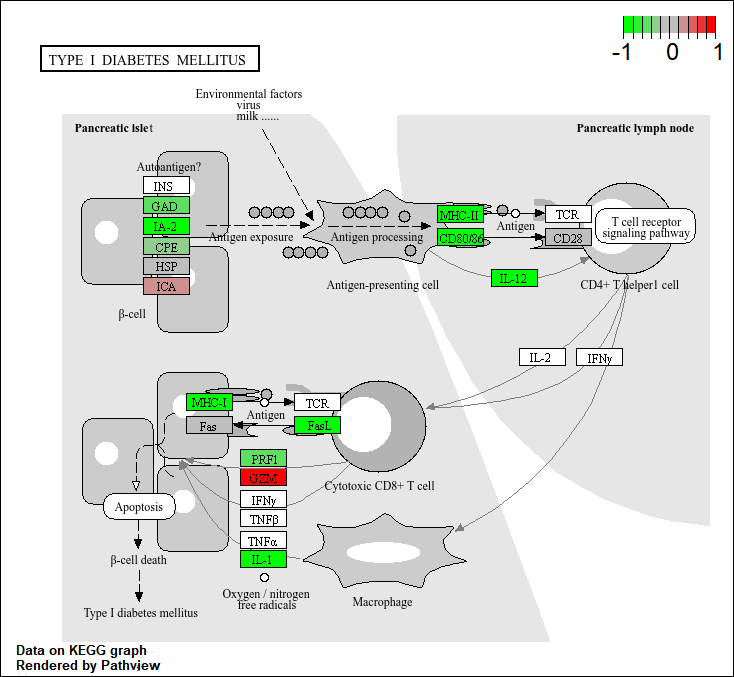 -1 0 1
TYPE I DIABETES MELLITUS
Environmental factors
virus
milk ......
Pancreatic islet
Pancreatic lymph node
Autoantigen?
INS
GAD
IA-2
CPE
HSP
ICA
β-cell
Antigen exposure
Antigen processing
Antigen-presenting cell
MHC-II
CD80/86
Antigen
TCR
CD28
T cell receptor
signaling pathway
IL-12
CD4+ T helper1 cell
IL-2
IFNγ
MHC-I
Fas
Antigen
TCR
FasL
PRF1
GZM
IFNγ
TNFβ
TNFα
IL-1
Cytotoxic CD8+ T cell
Apoptosis
β-cell death
Type I diabetes mellitus
Oxygen / nitrogen
free radicals
Macrophage
Data on KEGG graph
Rendered by Pathview